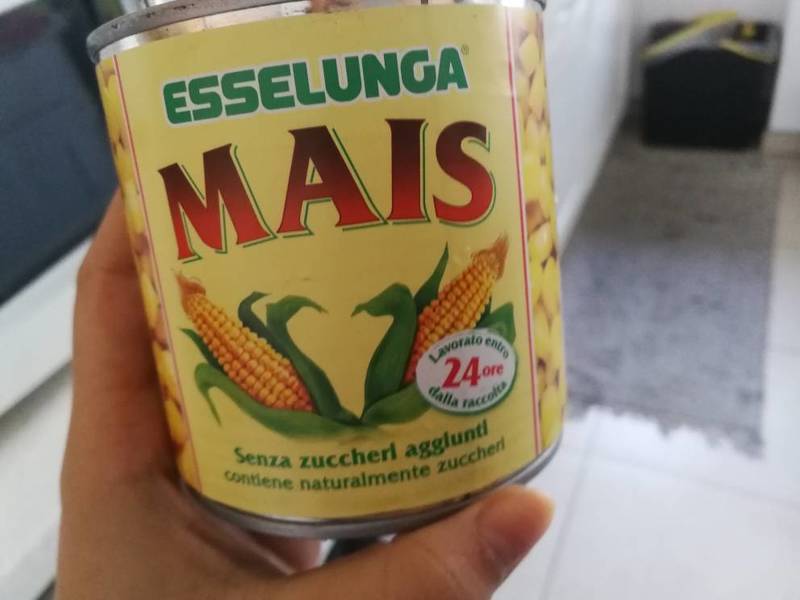 ESSELUNGA®
MAIS
Lavorato entro
24 ore
dalla raccolta
Senza zuccheri aggiunti
contiene naturalmente zuccheri